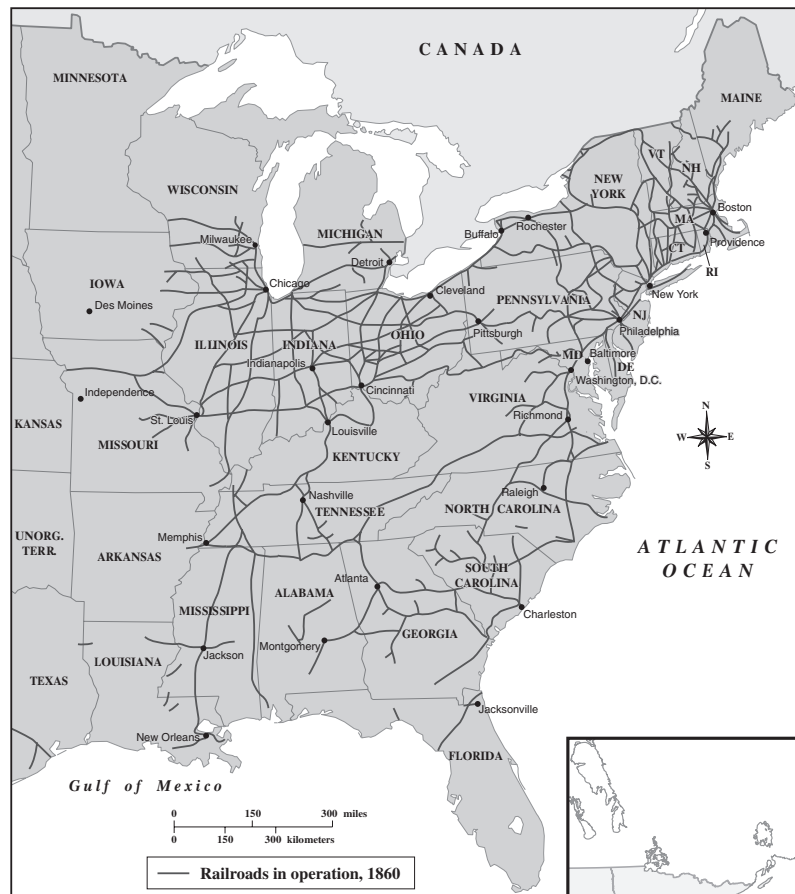 CANADA
MINNESOTA
MAINE
VT
NH
NEW
YORK
WISCONSIN
MICHIGAN
Boston
Rochester
MA
Buffalo
Milwaukee
Providence
CT
Detroit
RI
IOWA
Chicago
Cleveland
New York
Des Moines
PENNSYLVANIA
NJ
OHIO
Pittsburgh
Philadelphia
ILLINOIS
INDIANA
MD
Baltimore
Indianapolis
DE
Washington, D.C.
Cincinnati
Independence
VIRGINIA
St. Louis
Richmond
KANSAS
Louisville
MISSOURI
KENTUCKY
N
W
E
S
Raleigh
Nashville
NORTH CAROLINA
TENNESSEE
UNORG.
TERR.
Memphis
ARKANSAS
ATLANTIC
OCEAN
SOUTH
CAROLINA
Atlanta
ALABAMA
MISSISSIPPI
Charleston
GEORGIA
Montgomery
Jackson
LOUISIANA
TEXAS
Jacksonville
New Orleans
FLORIDA
Gulf of Mexico
0 150 300 miles
0 150 300 kilometers
Railroads in operation, 1860